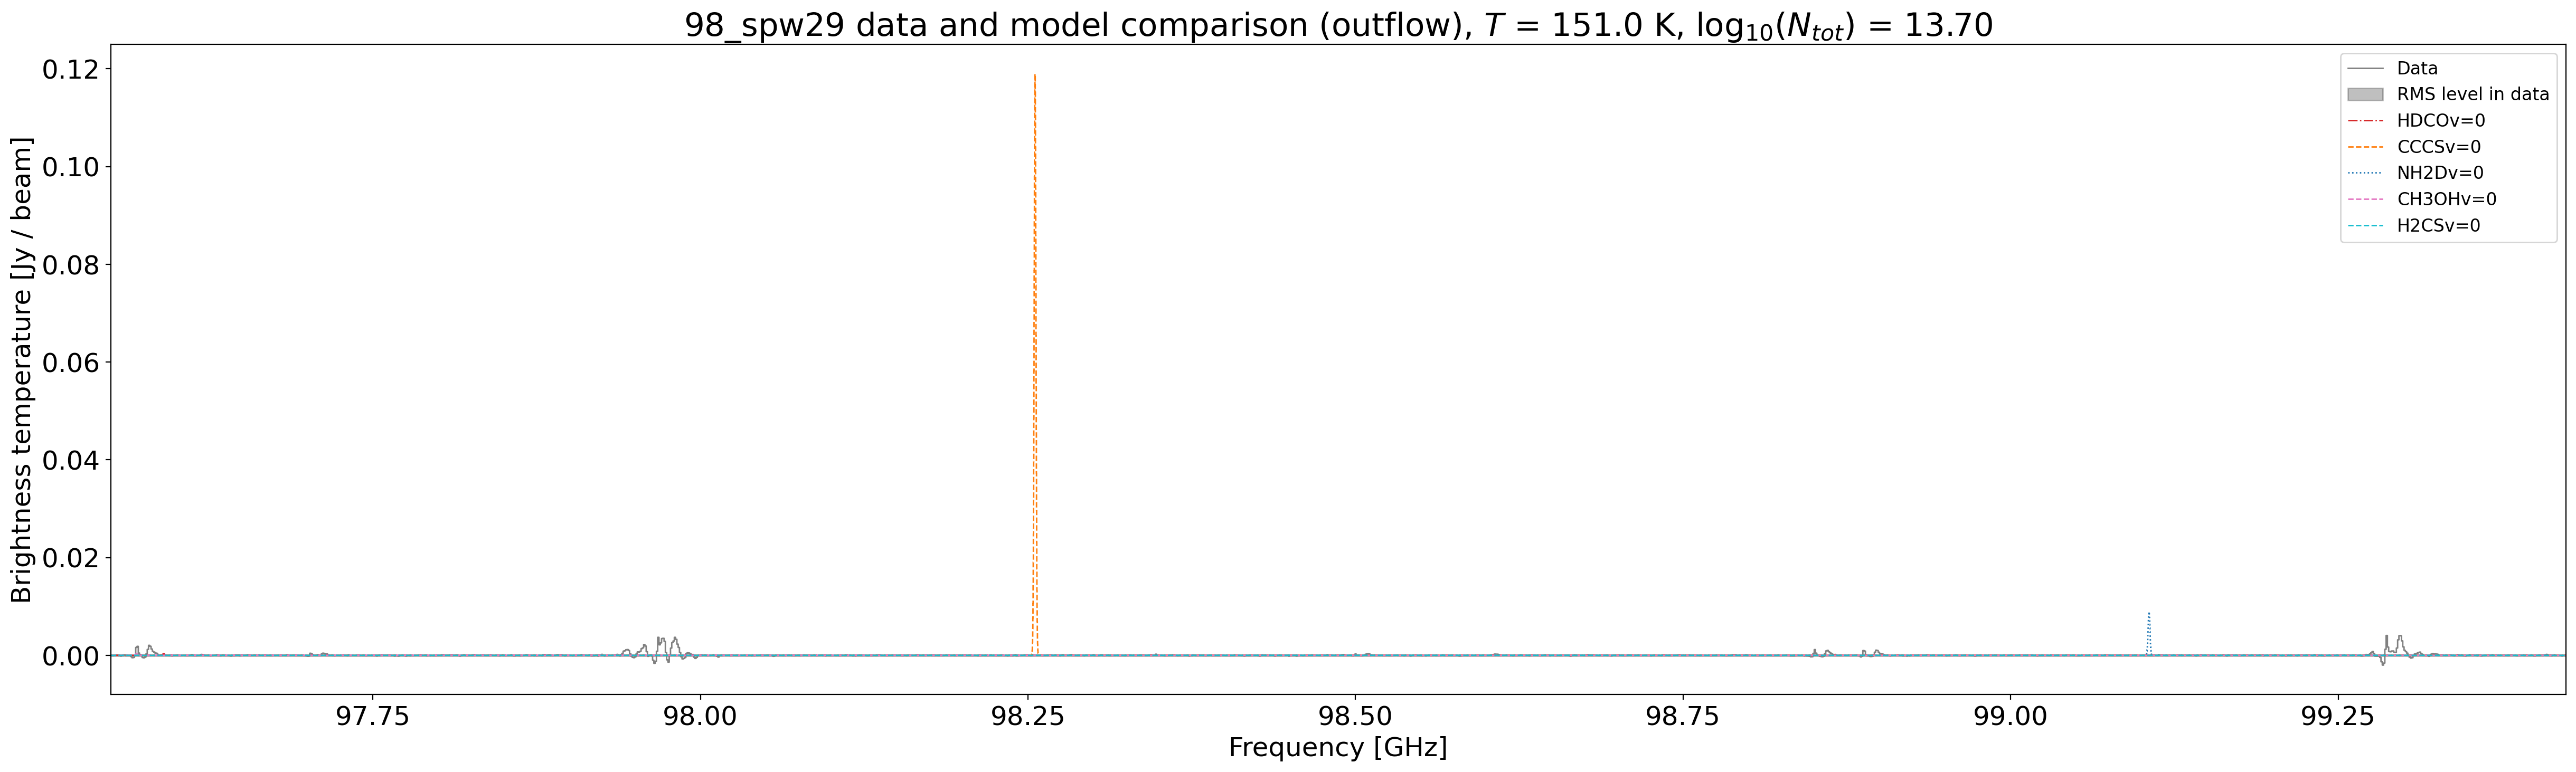 98_spw29 data and model comparison (outflow), T = 151.0 K, log10(Ntot) = 13.70
Brightness temperature [Jy / beam]
0.12
0.10
0.08
0.06
0.04
0.02
0.00
Data
RMS level in data
HDCOv=0
CCCSv=0
NH2Dv=0
CH3OHv=0
H2CSv=0
97.75 98.00 98.25 98.50 98.75 99.00 99.25
Frequency [GHz]